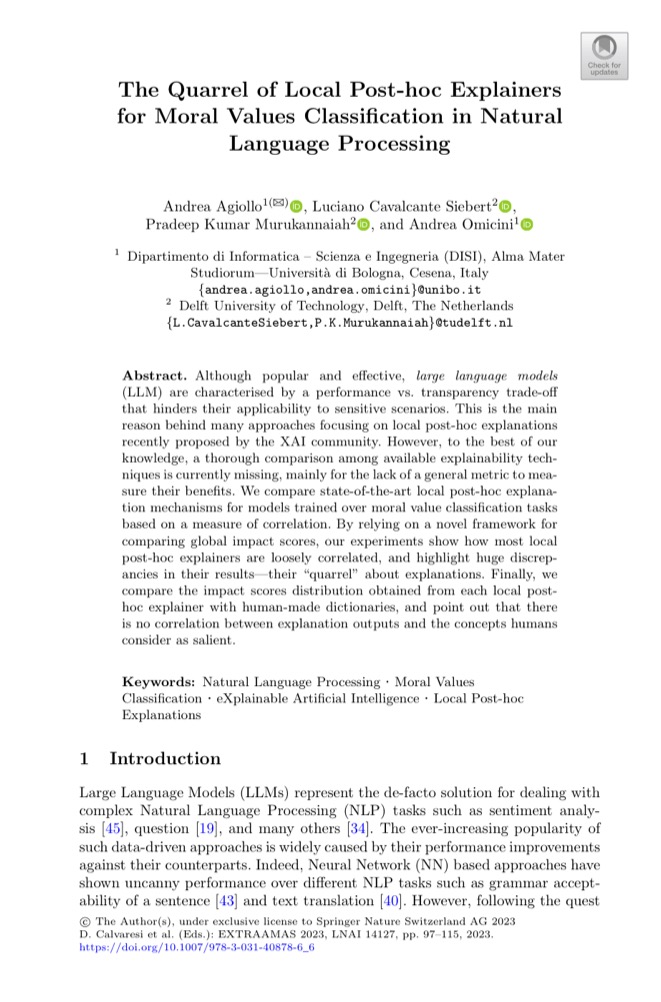 Check for
updates
The Quarrel of Local Post-hoc Explainers
for Moral Values Classification in Natural
Language Processing
Andrea Agiollo1(✉), Luciano Cavalcante Siebert2,
Pradeep Kumar Murukannaiah2, and Andrea Omicini1
1 Dipartimento di Informatica – Scienza e Ingegneria (DISI), Alma Mater
Studiorum—Università di Bologna, Cesena, Italy
{andrea.agiollo,andrea.omicini}@unibo.it
2 Delft University of Technology, Delft, The Netherlands
{L.CavalcanteSiebert,P.K.Murukannaiah}@tudelft.nl
Abstract. Although popular and effective, large language models
(LLM) are characterised by a performance vs. transparency trade-off
that hinders their applicability to sensitive scenarios. This is the main
reason behind many approaches focusing on local post-hoc explanations
recently proposed by the XAI community. However, to the best of our
knowledge, a thorough comparison among available explainability tech-
niques is currently missing, mainly for the lack of a general metric to mea-
sure their benefits. We compare state-of-the-art local post-hoc explana-
tion mechanisms for models trained over moral value classification tasks
based on a measure of correlation. By relying on a novel framework for
comparing global impact scores, our experiments show how most local
post-hoc explainers are loosely correlated, and highlight huge discrep-
ancies in their results—their “quarrel” about explanations. Finally, we
compare the impact scores distribution obtained from each local post-
hoc explainer with human-made dictionaries, and point out that there
is no correlation between explanation outputs and the concepts humans
consider as salient.
Keywords: Natural Language Processing · Moral Values
Classification · eXplainable Artificial Intelligence · Local Post-hoc
Explanations
1 Introduction
Large Language Models (LLMs) represent the de-facto solution for dealing with
complex Natural Language Processing (NLP) tasks such as sentiment analy-
sis [45], question [19], and many others [34]. The ever-increasing popularity of
such data-driven approaches is widely caused by their performance improvements
against their counterparts. Indeed, Neural Network (NN) based approaches have
shown uncanny performance over different NLP tasks such as grammar accept-
ability of a sentence [43] and text translation [40]. However, following the quest
© The Author(s), under exclusive license to Springer Nature Switzerland AG 2023
D. Calvaresi et al. (Eds.): EXTRAAMAS 2023, LNAI 14127, pp. 97–115, 2023.
https://doi.org/10.1007/978-3-031-40878-6_6